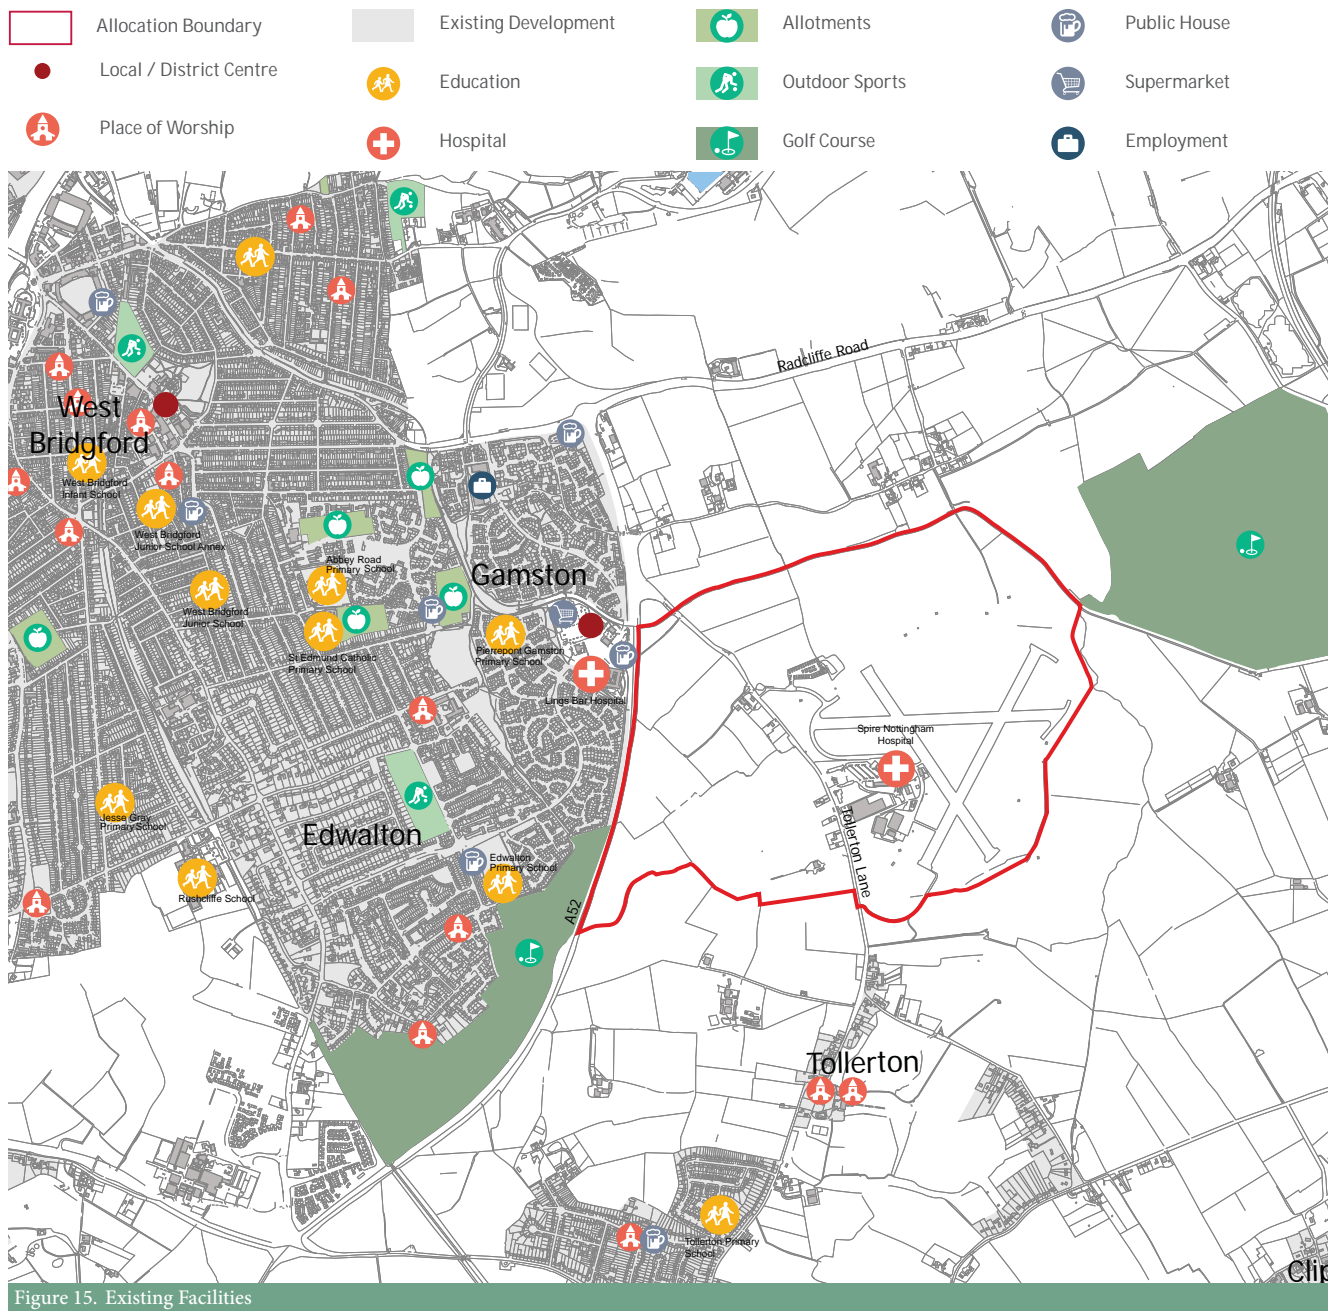 Allocation Boundary
Existing Development
Allotments
Public House
Local / District Centre
Education
Outdoor Sports
Supermarket
Place of Worship
Hospital
Golf Course
Employment
Radcliffe Road
West
Bridgford
West Bridgford
Infant School
West Bridgford
Junior School Annex
Abbey Road
Primary School
Gamston
West Bridgford
Junior School
St Edmund Catholic
Primary School
Pierrepont Gamston
Primary School
Lings Bar Hospital
Spire Nottingham
Hospital
Jesse Gray
Primary School
Edwalton
Tollerton Lane
Edwalton
Primary School
Rushcliffe School
A52
Tollerton
Tollerton Primary
School
Clip
Figure 15. Existing Facilities